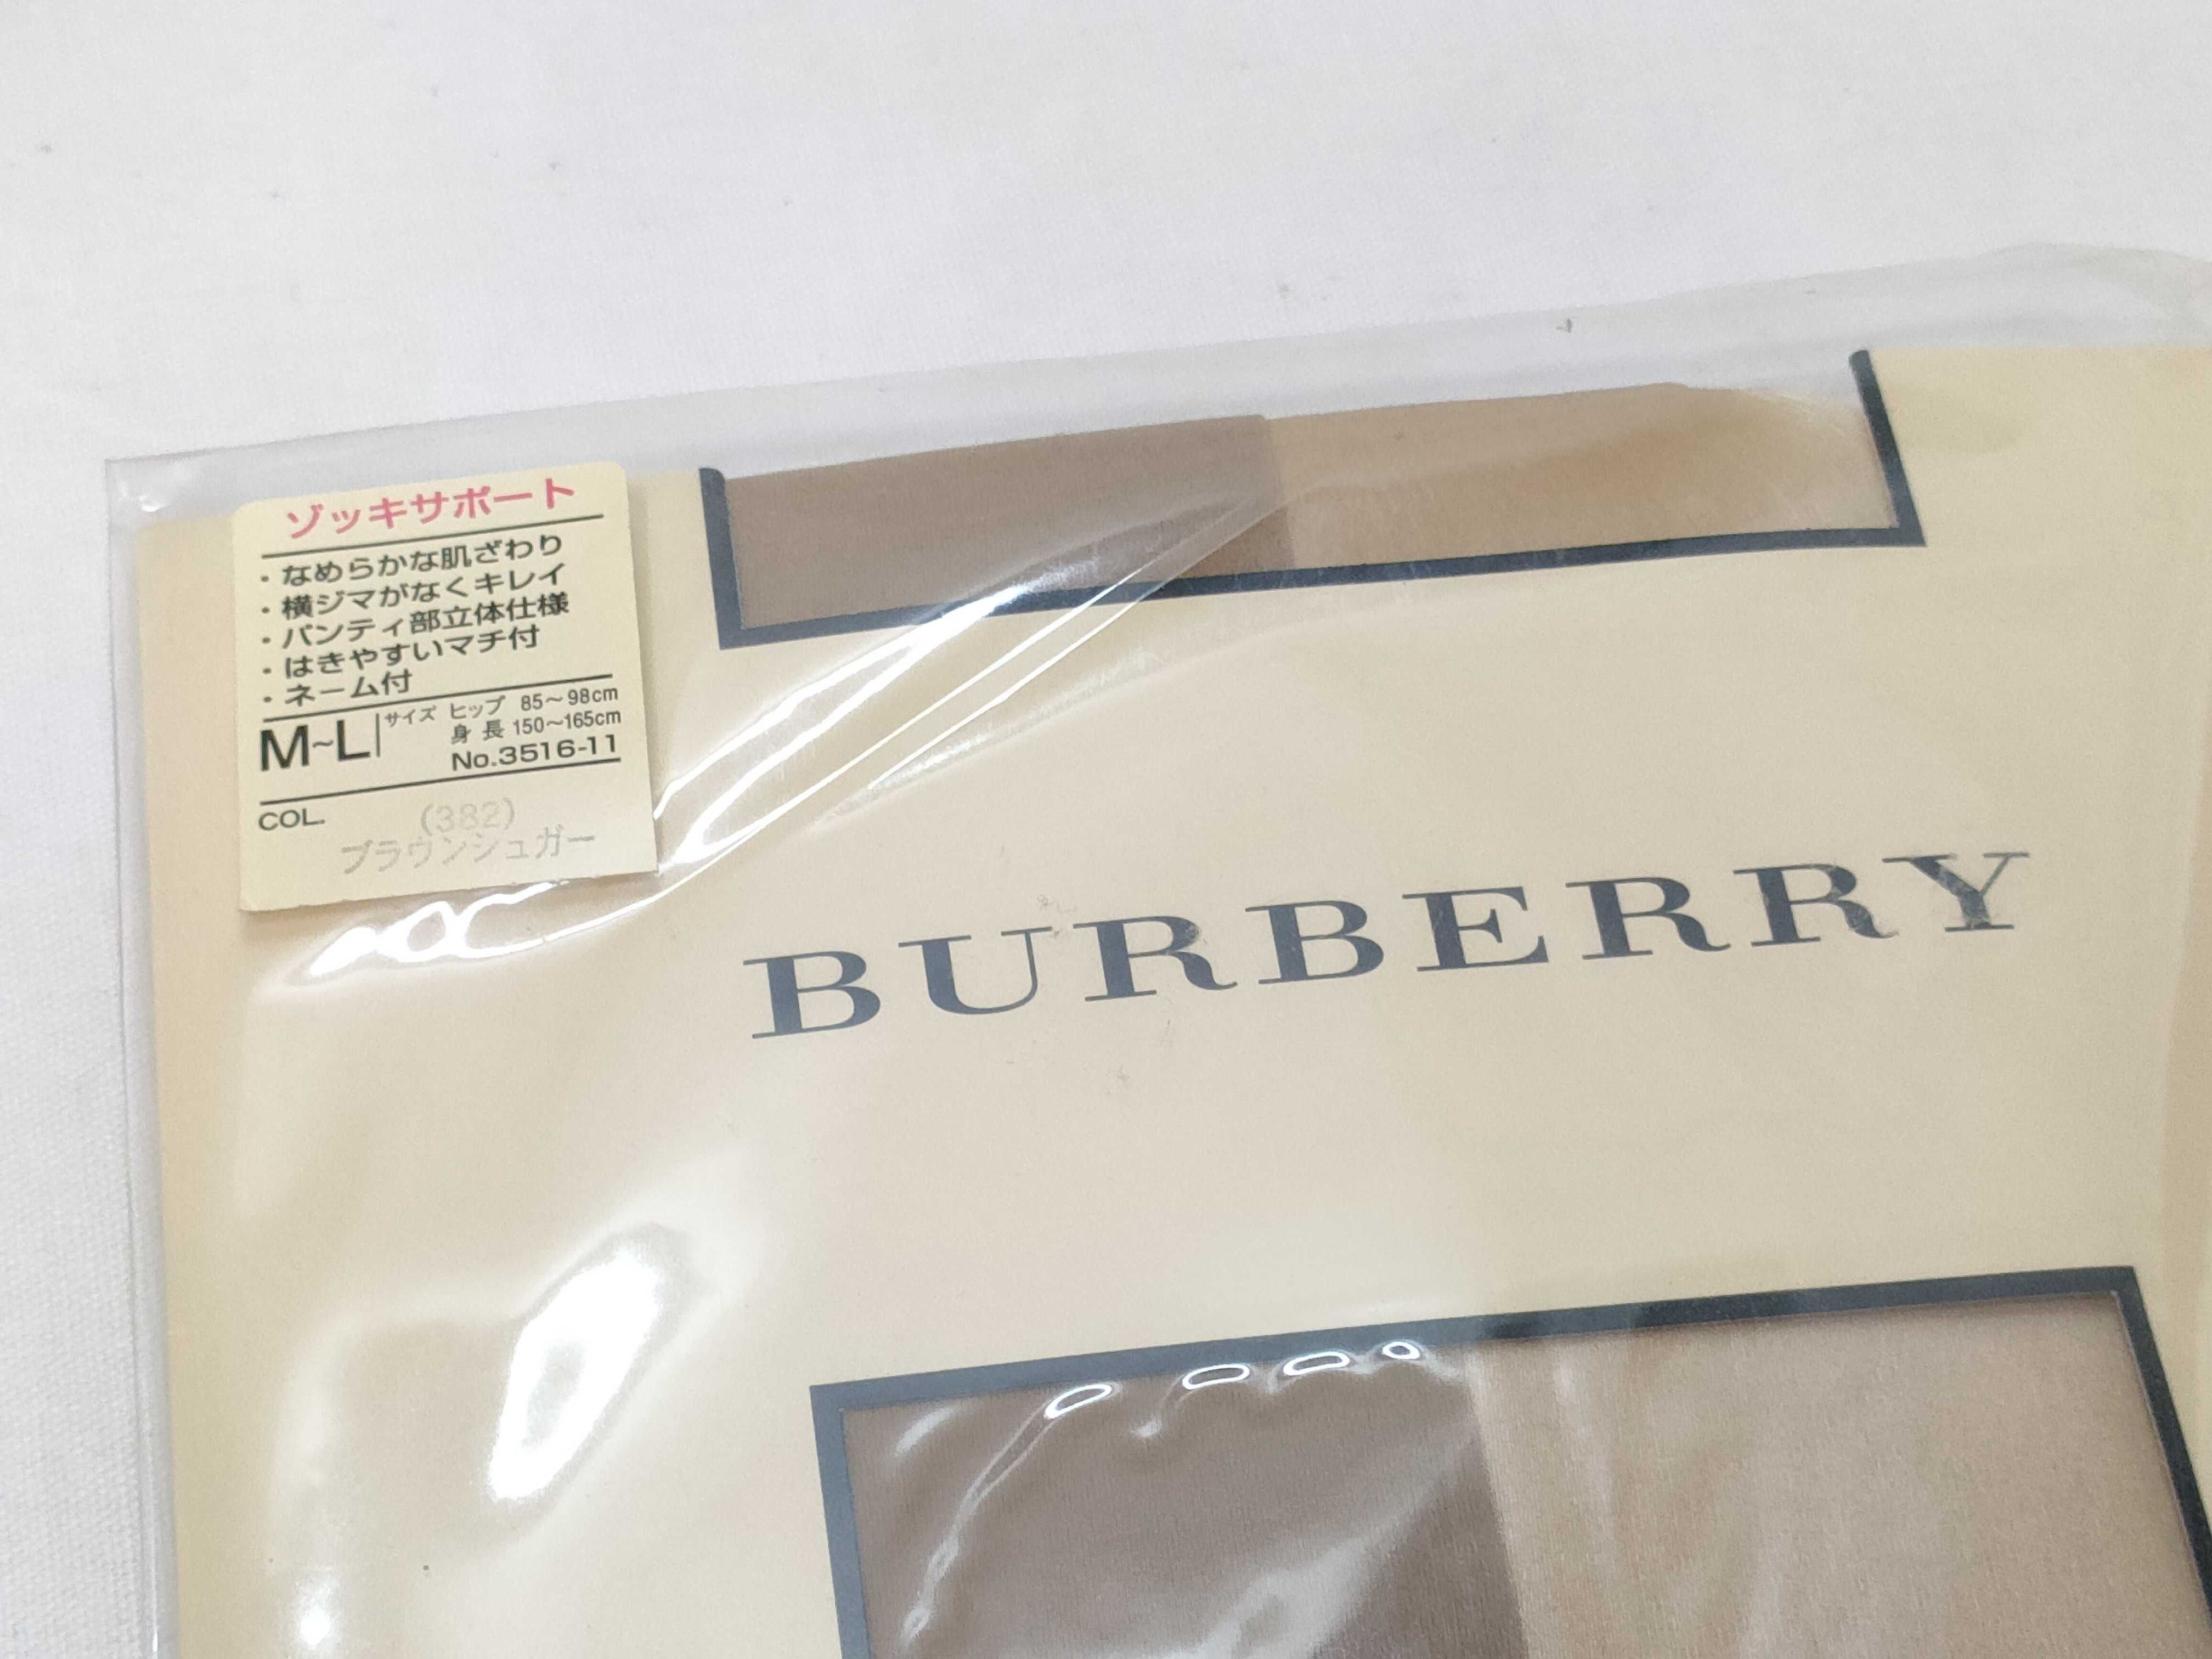 ゾッキサポート
・なめらかな肌ざわり
・横ジマがなくキレイ
・パンティ部立体仕様
・はきやすいマチ付
・ネーム付
M~L サイズ ヒップ 85～98cm
身長 150～165cm
No.3516-11
COL. (382)
ブラウンシュガー
BURBERRY